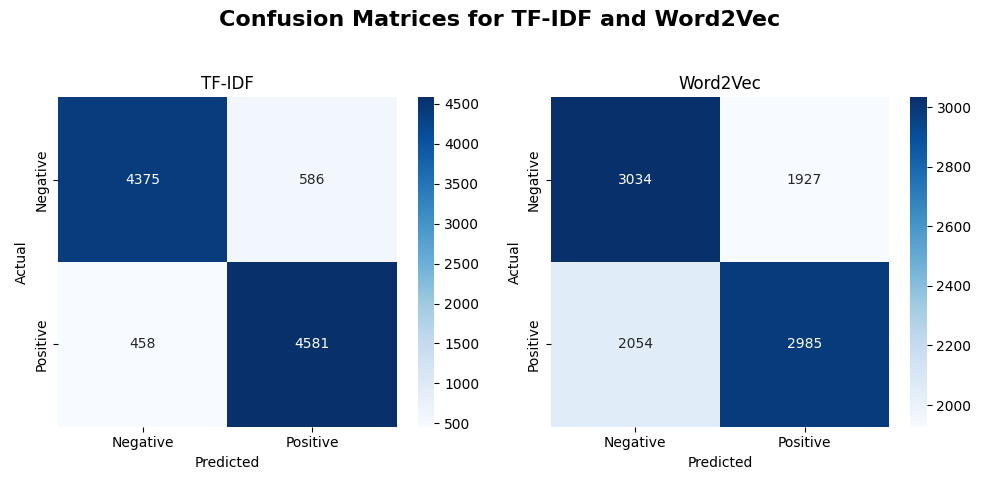 Confusion Matrices for TF-IDF and Word2Vec
TF-IDF
Actual
Negative
Positive
4375 586
458 4581
Negative Positive
Predicted
4500
4000
3500
3000
2500
2000
1500
1000
500
Word2Vec
Actual
Negative
Positive
3034 1927
2054 2985
Negative Positive
Predicted
3000
2800
2600
2400
2200
2000